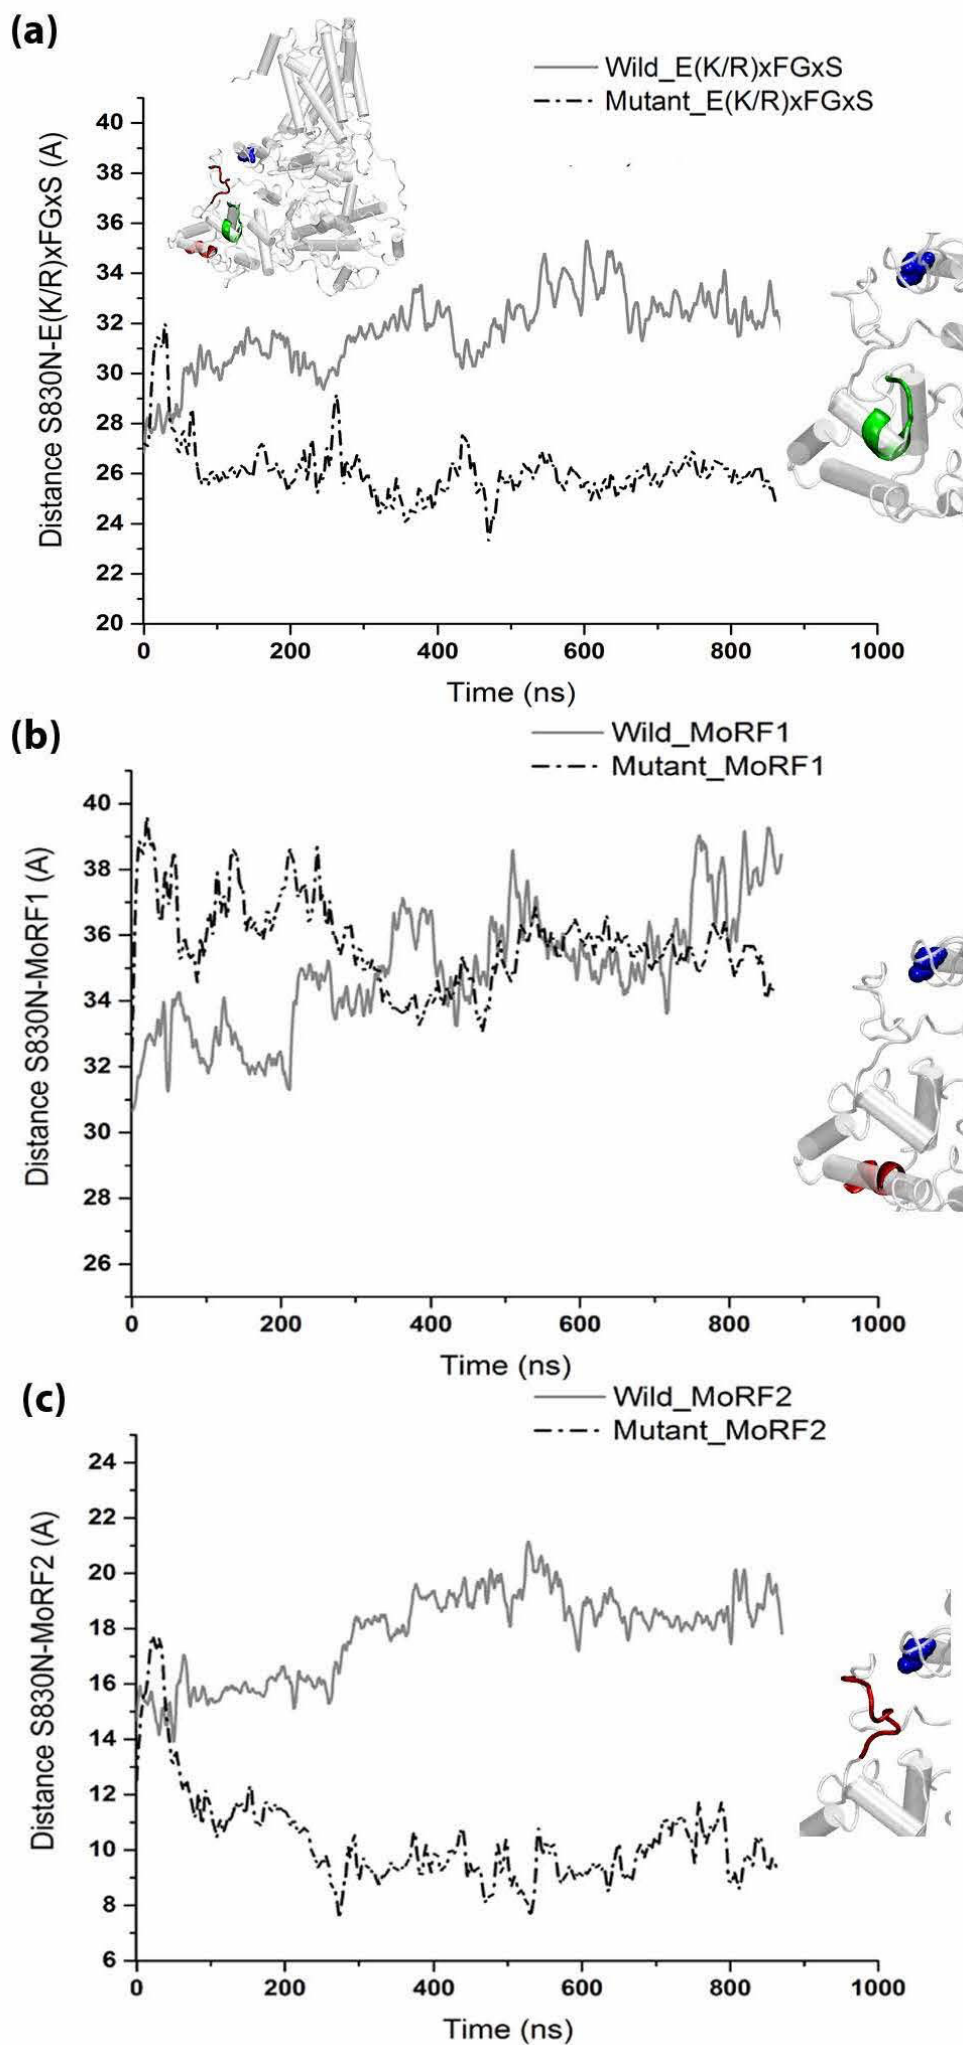 (a)
Wild_E(K/R)xFGxS
Mutant_E(K/R)xFGxS
Distance S830N-E(K/R)xFGxS (A)
40
38
36
34
32
30
28
26
24
22
20
0 200 400 600 800 1000
Time (ns)
(b)
Wild_MoRF1
Mutant_MoRF1
Distance S830N-MoRF1 (A)
40
38
36
34
32
30
28
26
0 200 400 600 800 1000
Time (ns)
(c)
Wild_MoRF2
Mutant_MoRF2
Distance S830N-MoRF2 (A)
24
22
20
18
16
14
12
10
8
6
0 200 400 600 800 1000
Time (ns)